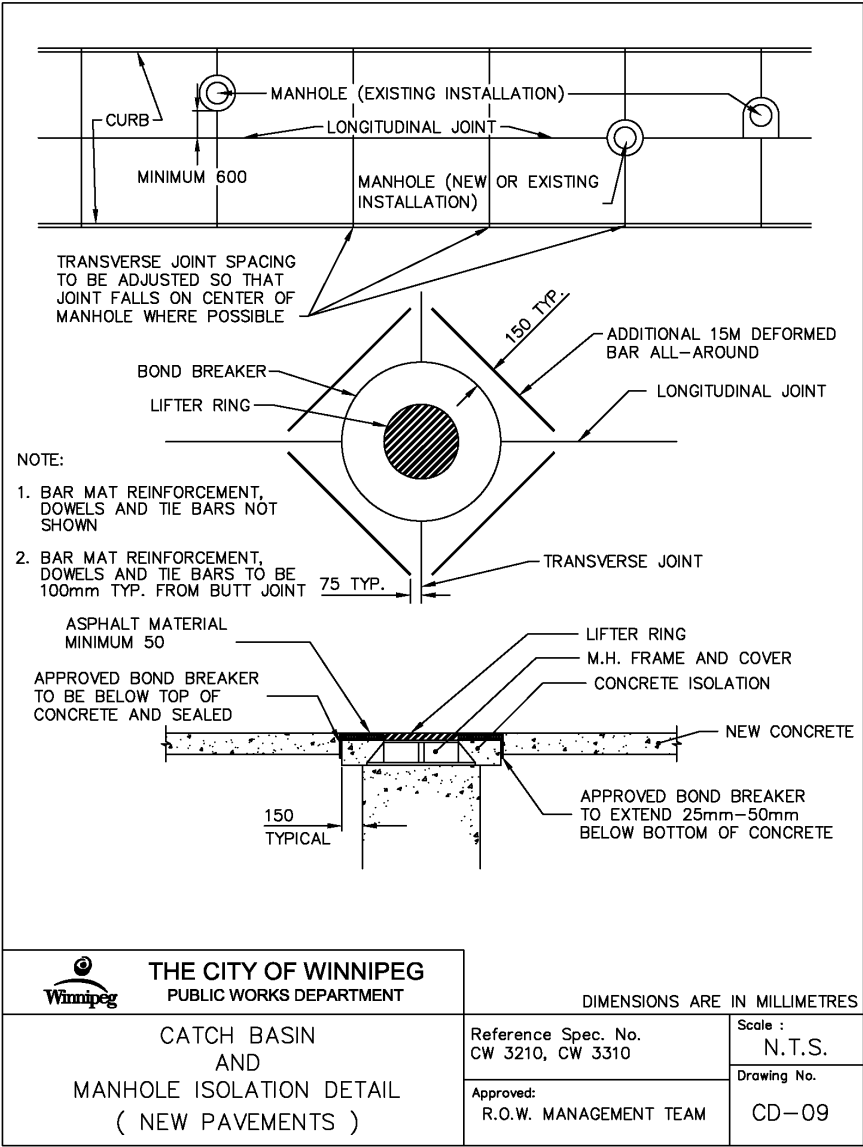 MANHOLE (EXISTING INSTALLATION)
CURB
LONGITUDINAL JOINT
MINIMUM 600
MANHOLE (NEW OR EXISTING
INSTALLATION)
TRANSVERSE JOINT SPACING
TO BE ADJUSTED SO THAT
JOINT FALLS ON CENTER OF
MANHOLE WHERE POSSIBLE
150 TYP.
ADDITIONAL 15M DEFORMED
BAR ALL-AROUND
BOND BREAKER
LIFTER RING
LONGITUDINAL JOINT
NOTE:
1. BAR MAT REINFORCEMENT,
DOWELS AND TIE BARS NOT
SHOWN
2. BAR MAT REINFORCEMENT,
DOWELS AND TIE BARS TO BE
100mm TYP. FROM BUTT JOINT
75 TYP.
TRANSVERSE JOINT
ASPHALT MATERIAL
MINIMUM 50
APPROVED BOND BREAKER
TO BE BELOW TOP OF
CONCRETE AND SEALED
LIFTER RING
M.H. FRAME AND COVER
CONCRETE ISOLATION
NEW CONCRETE
APPROVED BOND BREAKER
TO EXTEND 25mm-50mm
BELOW BOTTOM OF CONCRETE
150
TYPICAL
Winnipeg
THE CITY OF WINNIPEG
PUBLIC WORKS DEPARTMENT
DIMENSIONS ARE IN MILLIMETRES
CATCH BASIN
AND
MANHOLE ISOLATION DETAIL
( NEW PAVEMENTS )
Reference Spec. No.
CW 3210, CW 3310
Scale :
N.T.S.
Approved:
R.O.W. MANAGEMENT TEAM
Drawing No.
CD-09